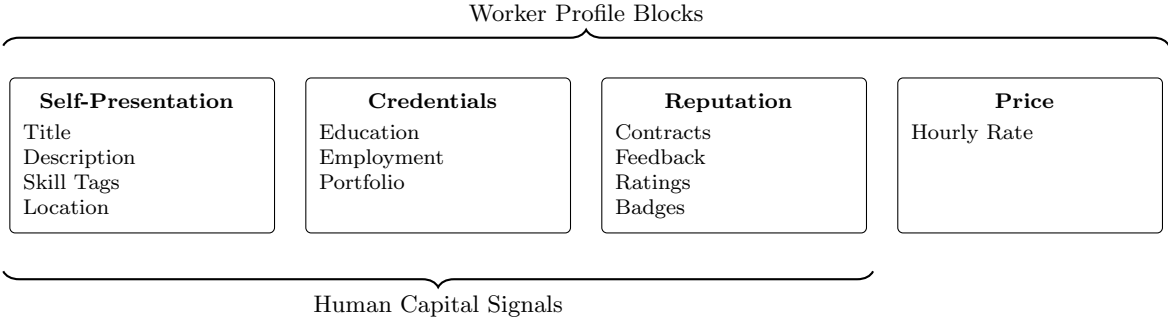 Worker Profile Blocks
Self-Presentation
Title
Description
Skill Tags
Location
Credentials
Education
Employment
Portfolio
Reputation
Contracts
Feedback
Ratings
Badges
Price
Hourly Rate
Human Capital Signals